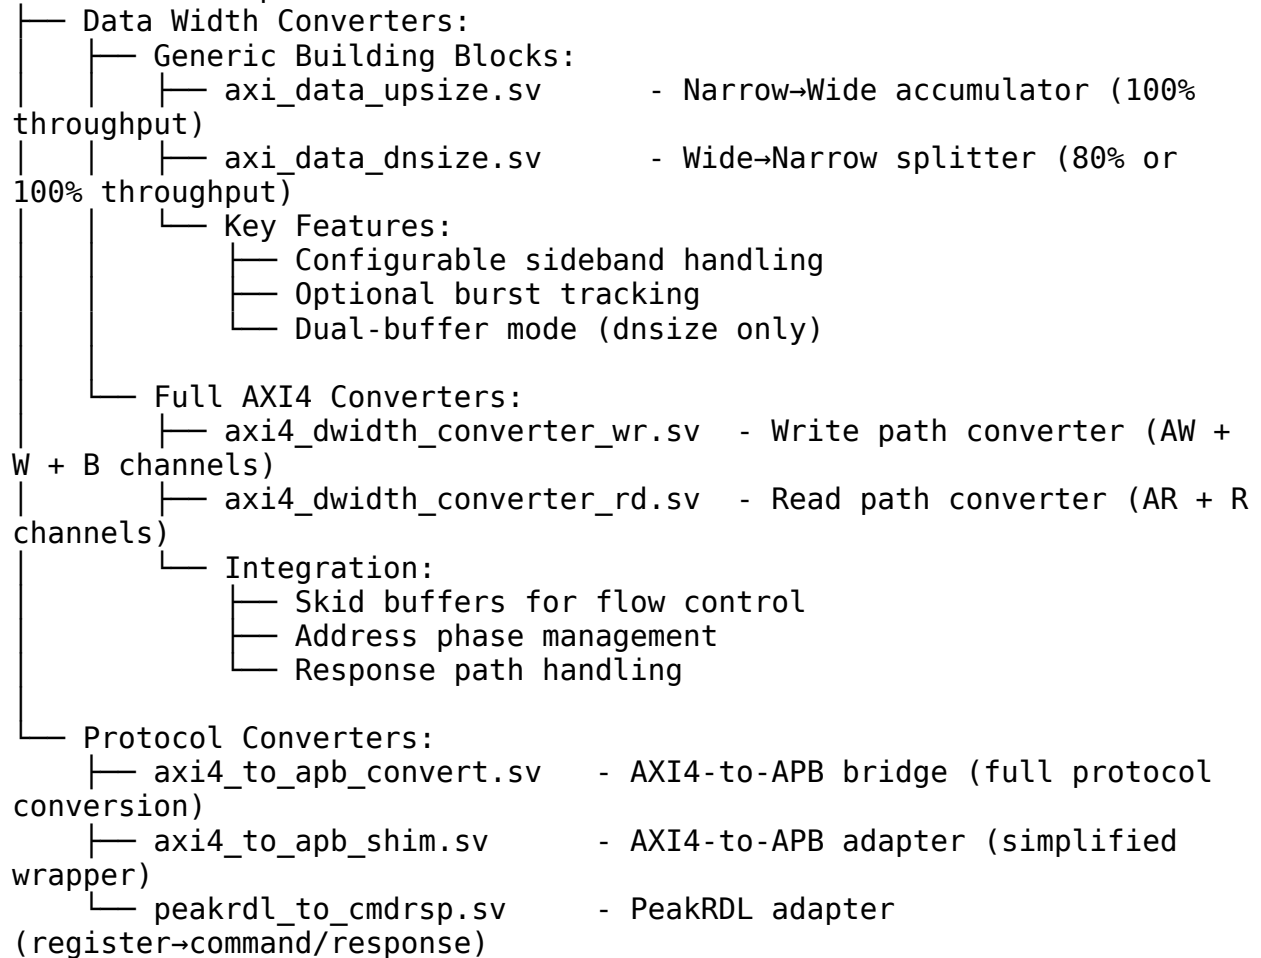 ├── Data Width Converters:
│   ├── Generic Building Blocks:
│   │   ├── axi_data_upsize.sv      - Narrow→Wide accumulator (100%
throughput)
│   │   ├── axi_data_dnsize.sv      - Wide→Narrow splitter (80% or
100% throughput)
│   │   └── Key Features:
│   │       ├── Configurable sideband handling
│   │       ├── Optional burst tracking
│   │       └── Dual-buffer mode (dnsize only)
│   │
│   └── Full AXI4 Converters:
│       ├── axi4_dwidth_converter_wr.sv  - Write path converter (AW +
W + B channels)
│       ├── axi4_dwidth_converter_rd.sv  - Read path converter (AR + R
channels)
│       └── Integration:
│           ├── Skid buffers for flow control
│           ├── Address phase management
│           └── Response path handling
│
└── Protocol Converters:
    ├── axi4_to_apb_convert.sv   - AXI4-to-APB bridge (full protocol
conversion)
    ├── axi4_to_apb_shim.sv      - AXI4-to-APB adapter (simplified
wrapper)
    └── peakrdl_to_cmdrsp.sv     - PeakRDL adapter
(register→command/response)